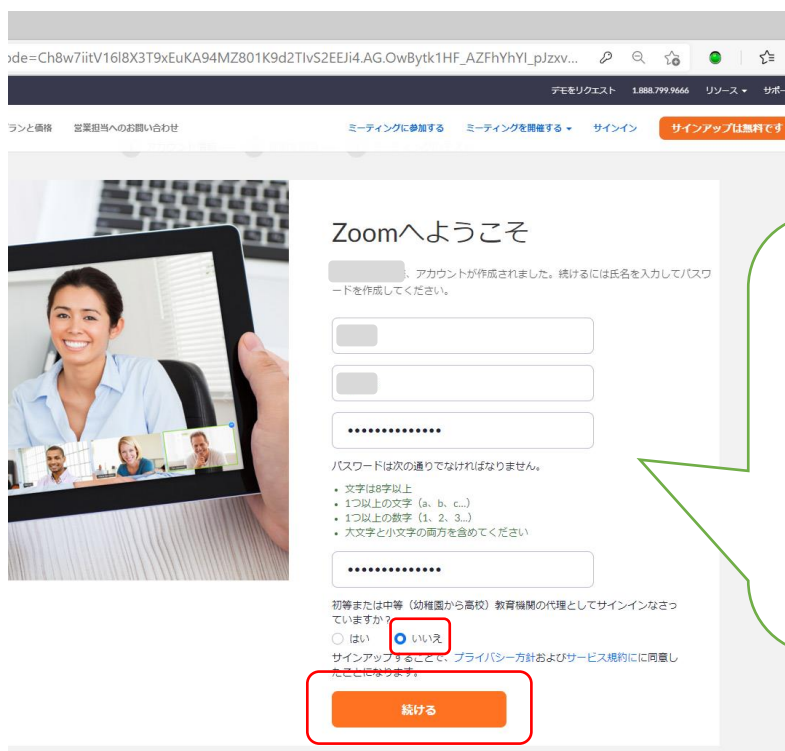 ode=Ch8w7iitV16l8X3T9xEuKA94MZ801K9d2TIvS2EEJi4.AG.OwBytk1HF_AZFhYhYI_pJzxv...
デモをリクエスト 1.888.799.9666 リソース サポー
ランと価格 営業担当へのお問い合わせ ミーティングに参加する ミーティングを開催する サインイン サインアップは無料です
Zoomへようこそ
、アカウントが作成されました。続けるには氏名を入力してパスワ
ードを作成してください。
••••••••••••••
パスワードは次の通りでなければなりません。
• 文字は8字以上
• 1つ以上の文字（a、b、c...）
• 1つ以上の数字（1、2、3...）
• 大文字と小文字の両方を含めてください
••••••••••••••
初等または中等（幼稚園から高校）教育機関の代理としてサインインなさっ
ていますか?
はい いいえ
サインアップすることで、プライバシー方針およびサービス規約にに同意し
たことになります。
続ける